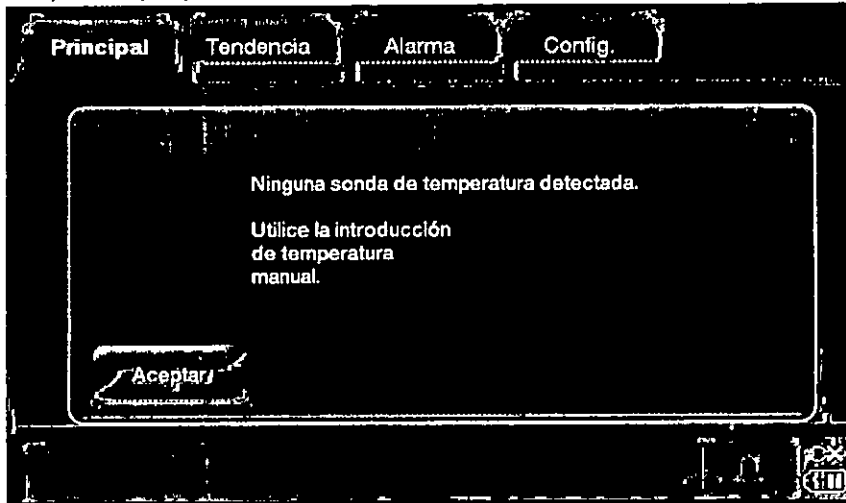 Principal
Tendencia
Alarma
Config.
Ninguna sonda de temperatura detectada.
Utilice la introducción
de temperatura
manual.
Aceptar